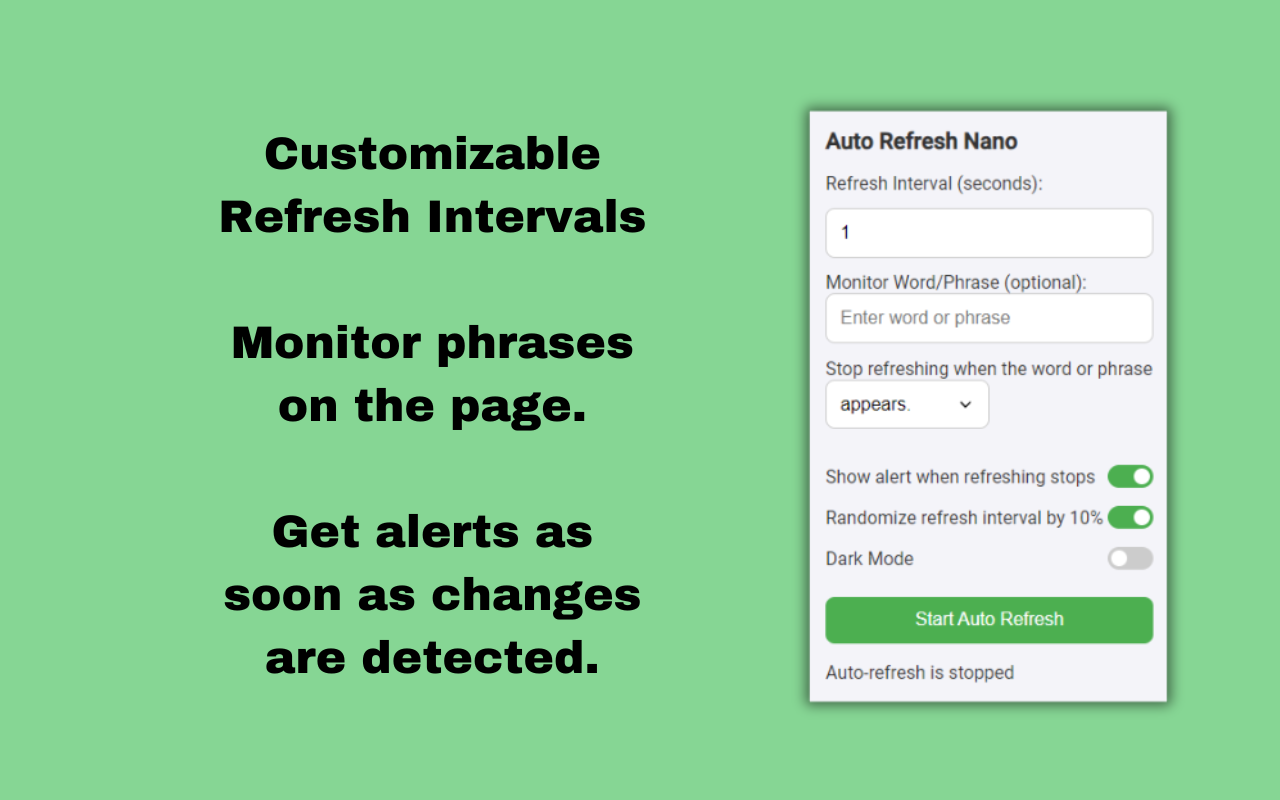 Customizable
Refresh Intervals
Monitor phrases
on the page.
Get alerts as
soon as changes
are detected.
Auto Refresh Nano
Refresh Interval (seconds):
1
Monitor Word/Phrase (optional):
Enter word or phrase
Stop refreshing when the word or phrase
appears.
Show alert when refreshing stops
Randomize refresh interval by 10%
Dark Mode
Start Auto Refresh
Auto-refresh is stopped